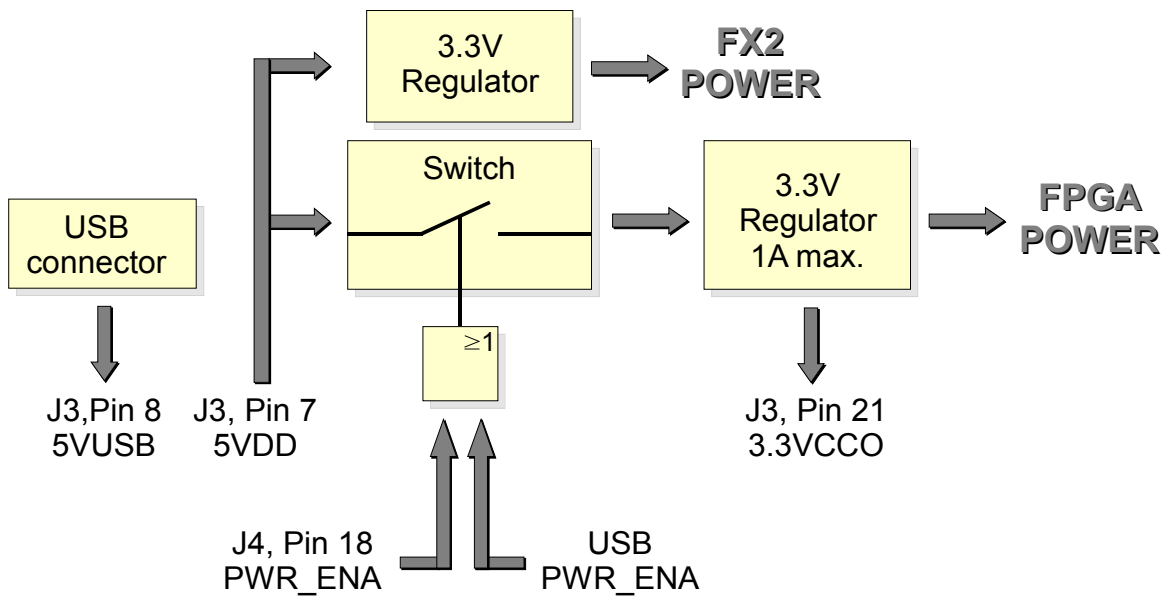 3.3V
Regulator
FX2
POWER
Switch
3.3V
Regulator
1A max.
FPGA
POWER
USB
connector
≥1
J3,Pin 8
5VUSB
J3, Pin 7
5VDD
J3, Pin 21
3.3VCCO
J4, Pin 18
PWR_ENA
USB
PWR_ENA